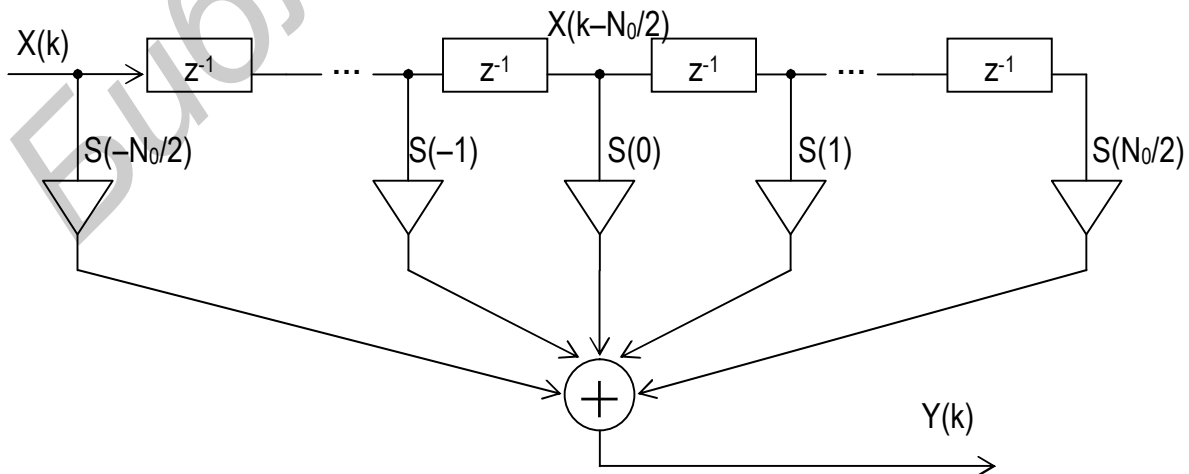 X(k)
X(k–N₀/2)
z⁻¹
...
z⁻¹
z⁻¹
...
z⁻¹
S(–N₀/2)
S(–1)
S(0)
S(1)
S(N₀/2)
+
Y(k)